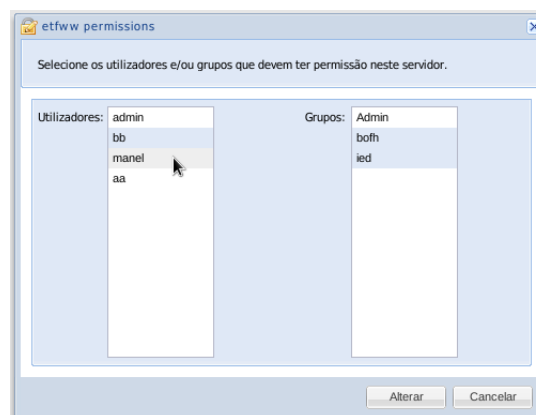 etfww permissions
Selecione os utilizadores e/ou grupos que devem ter permissão neste servidor.
Utilizadores:
admin
bb
manel
aa
Grupos:
Admin
bofh
ied
Alterar
Cancelar